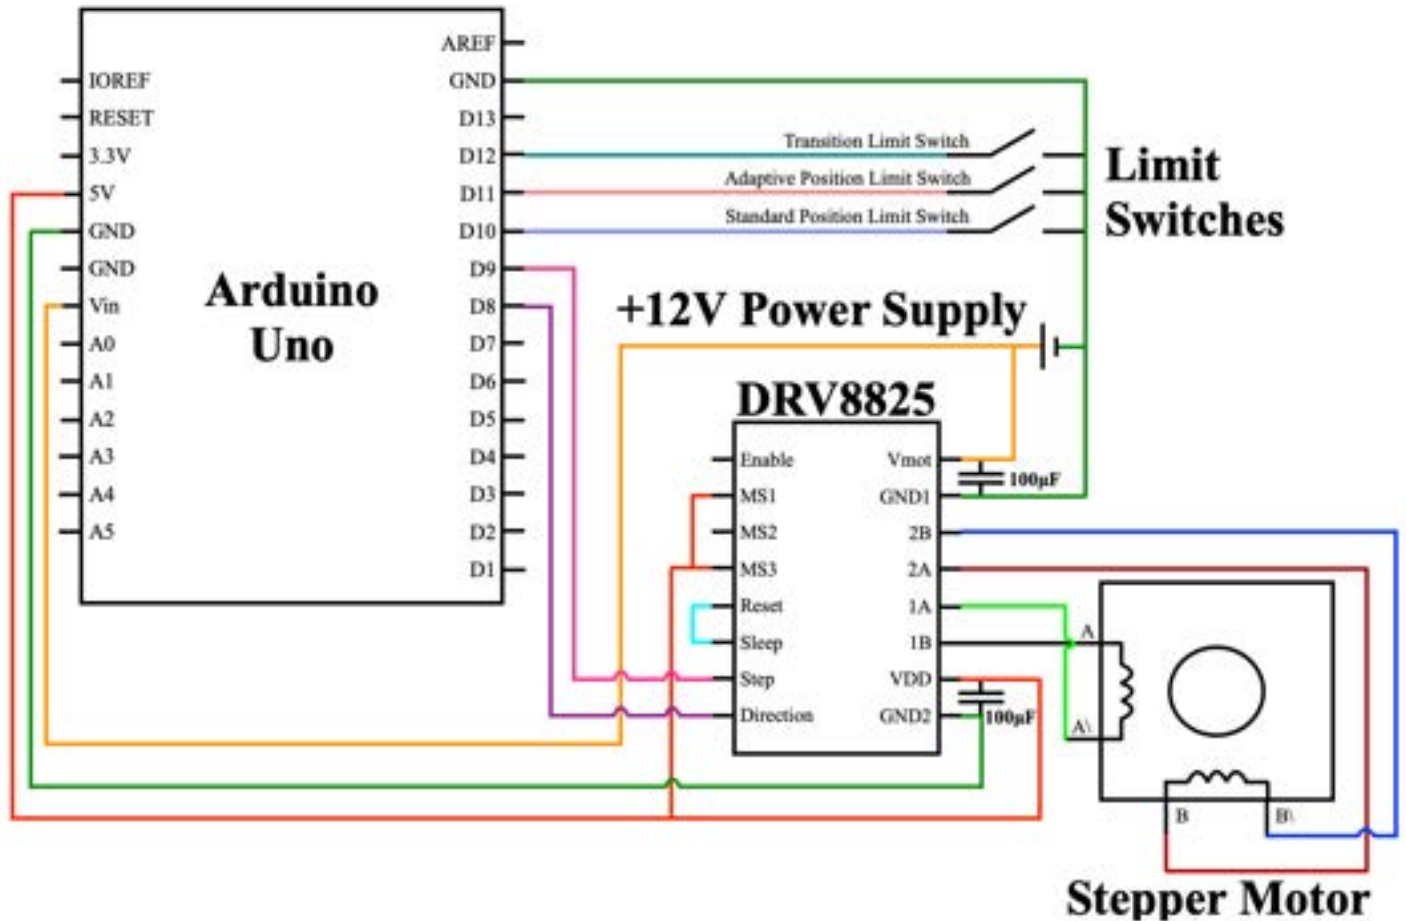 AREF
IOREF
GND
RESET
D13
3.3V
D12
Transition Limit Switch
5V
D11
Adaptive Position Limit Switch
GND
D10
Standard Position Limit Switch
Limit
Switches
GND
D9
Arduino
Uno
Vin
D8
+12V Power Supply
A0
D7
A1
D6
A2
D5
A3
D4
A4
D3
A5
D2
D1
DRV8825
Enable
Vmot
100µF
MS1
GND1
MS2
2B
MS3
2A
Reset
1A
Sleep
1B
Step
VDD
Direction
GND2
100µF
A
A\
B
B\
Stepper Motor